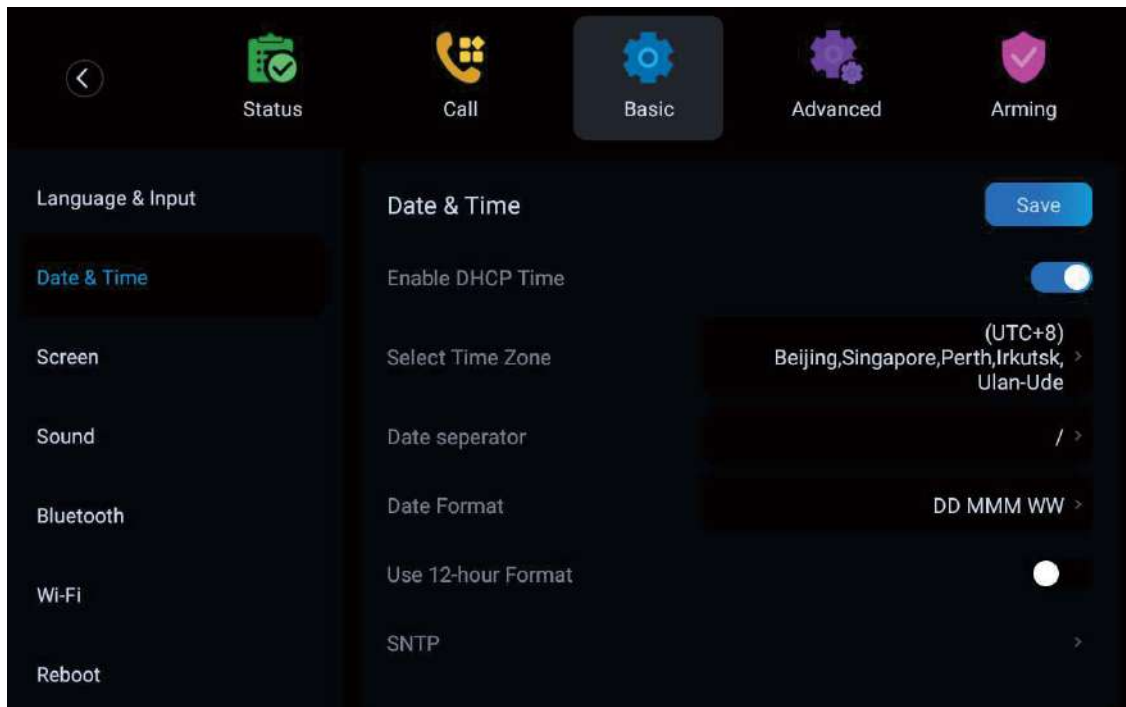 Status
Call
Basic
Advanced
Arming
Language & Input
Date & Time
Screen
Sound
Bluetooth
Wi-Fi
Reboot
Date & Time
Save
Enable DHCP Time
Select Time Zone
(UTC+8)
Beijing,Singapore,Perth,Irkutsk,
Ulan-Ude
Date seperator
/
Date Format
DD MMM WW
Use 12-hour Format
SNTP